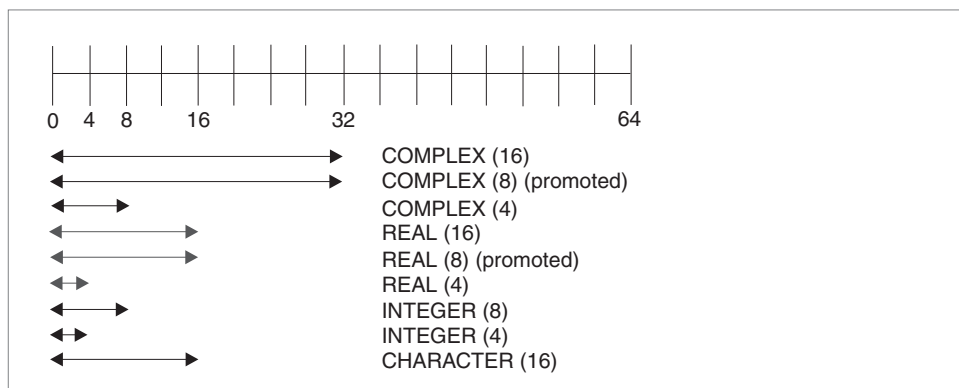 0 4 8 16 32 64
COMPLEX (16)
COMPLEX (8) (promoted)
COMPLEX (4)
REAL (16)
REAL (8) (promoted)
REAL (4)
INTEGER (8)
INTEGER (4)
CHARACTER (16)